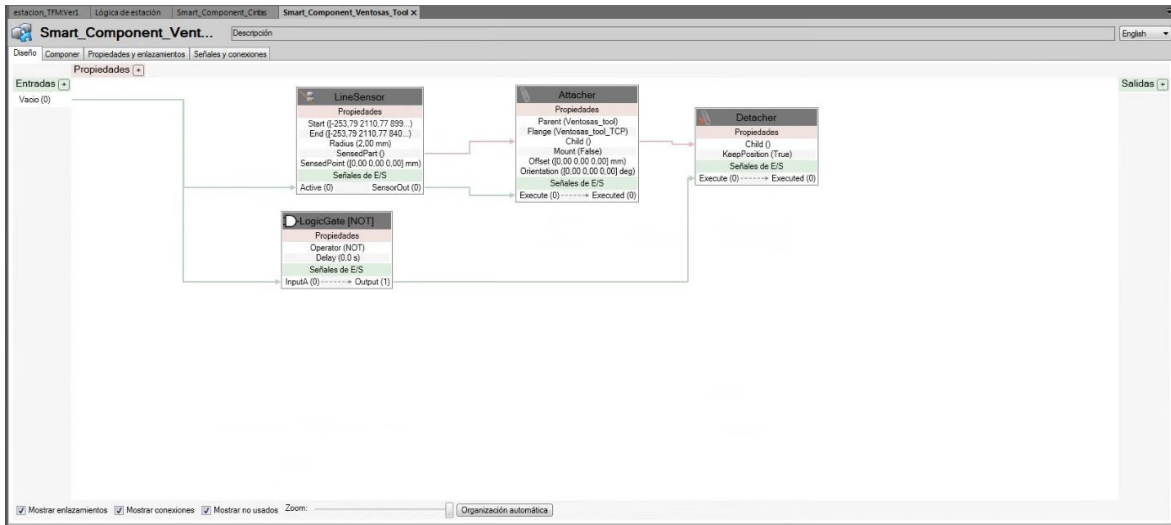 estacion_TFM:Ver1 Lógica de estación Smart_Component_Cintas Smart_Component_Ventosas_Tool X
Smart_Component_Vent... Descripción English
Diseño Componer Propiedades y enlazamientos Señales y conexiones
Propiedades +
Entradas + Salidas +
Vacio (0)
LineSensor
Propiedades
Start ([-253,79 2110,77 899...)
End ([-253,79 2110,77 840...)
Radius (2,00 mm)
SensedPart ()
SensedPoint ([0,00 0,00 0,00] mm)
Señales de E/S
Active (0) SensorOut (0)
Attacher
Propiedades
Parent (Ventosas_tool)
Flange (Ventosas_tool_TCP)
Child ()
Mount (False)
Offset ([0,00 0,00 0,00] mm)
Orientation ([0,00 0,00 0,00] deg)
Señales de E/S
Execute (0) Executed (0)
Detacher
Propiedades
Child ()
KeepPosition (True)
Señales de E/S
Execute (0) Executed (0)
LogicGate [NOT]
Propiedades
Operator (NOT)
Delay (0.0 s)
Señales de E/S
InputA (0) Output (1)
Mostrar enlazamientos Mostrar conexiones Mostrar no usados Zoom: Organización automática